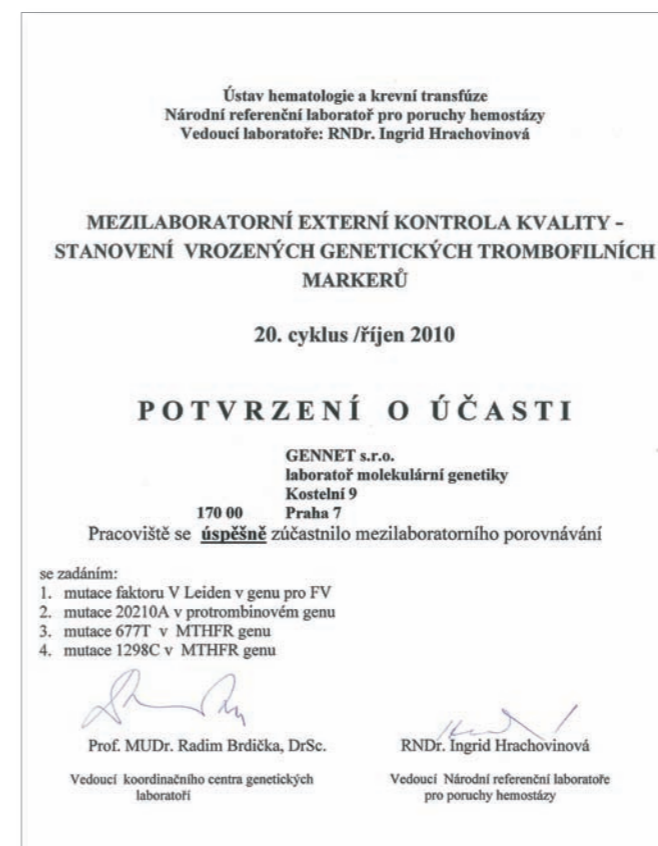 Ústav hematologie a krevní transfúze
Národní referenční laboratoř pro poruchy hemostázy
Vedoucí laboratoře: RNDr. Ingrid Hrachovinová
MEZILABORATORNÍ EXTERNÍ KONTROLA KVALITY -
STANOVENÍ VROZENÝCH GENETICKÝCH TROMBOFILNÍCH
MARKERŮ
20. cyklus /říjen 2010
POTVRZENÍ O ÚČASTI
GENNET s.r.o.
laboratoř molekulární genetiky
Kostelní 9
170 00 Praha 7
Pracoviště se úspěšně zúčastnilo mezilaboratorního porovnávání
se zadáním:
1. mutace faktoru V Leiden v genu pro FV
2. mutace 20210A v protrombinovém genu
3. mutace 677T v MTHFR genu
4. mutace 1298C v MTHFR genu
Prof. MUDr. Radim Brdička, DrSc. RNDr. Ingrid Hrachovinová
Vedoucí koordinačního centra genetických Vedoucí Národní referenční laboratoře
laboratoří pro poruchy hemostázy